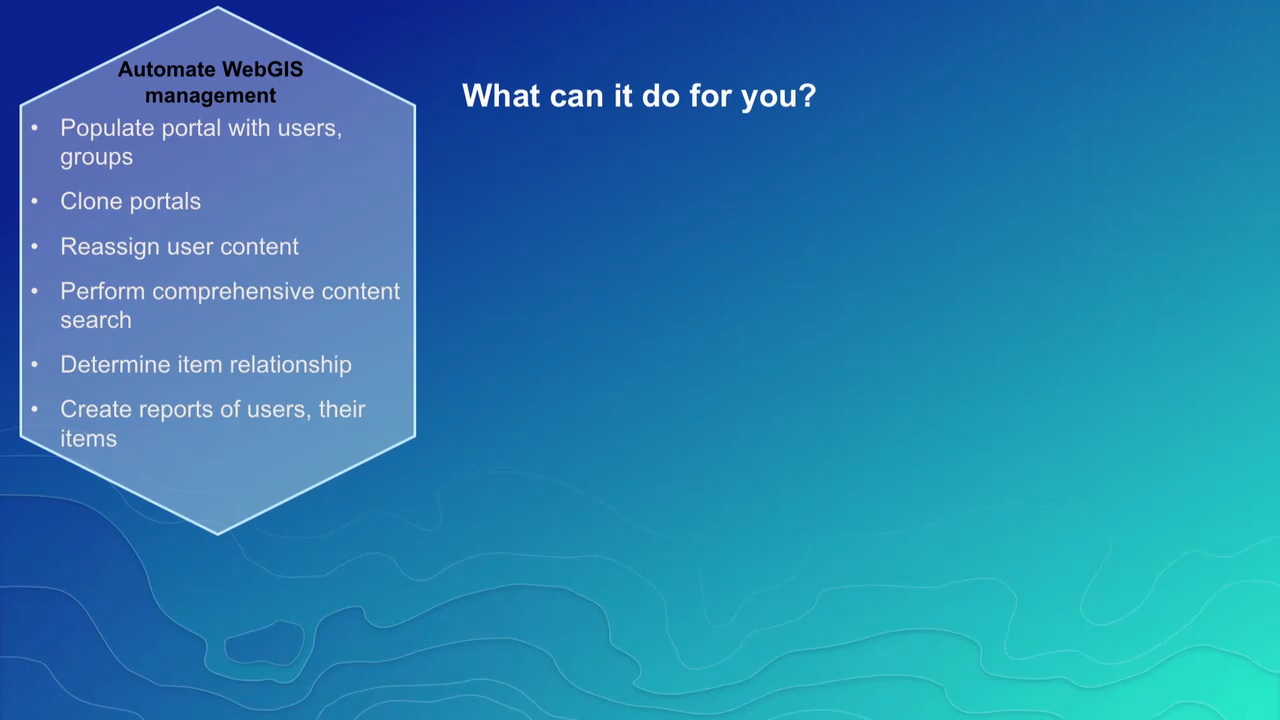 Automate WebGIS
management
• Populate portal with users,
groups
• Clone portals
• Reassign user content
• Perform comprehensive content
search
• Determine item relationship
• Create reports of users, their
items
What can it do for you?